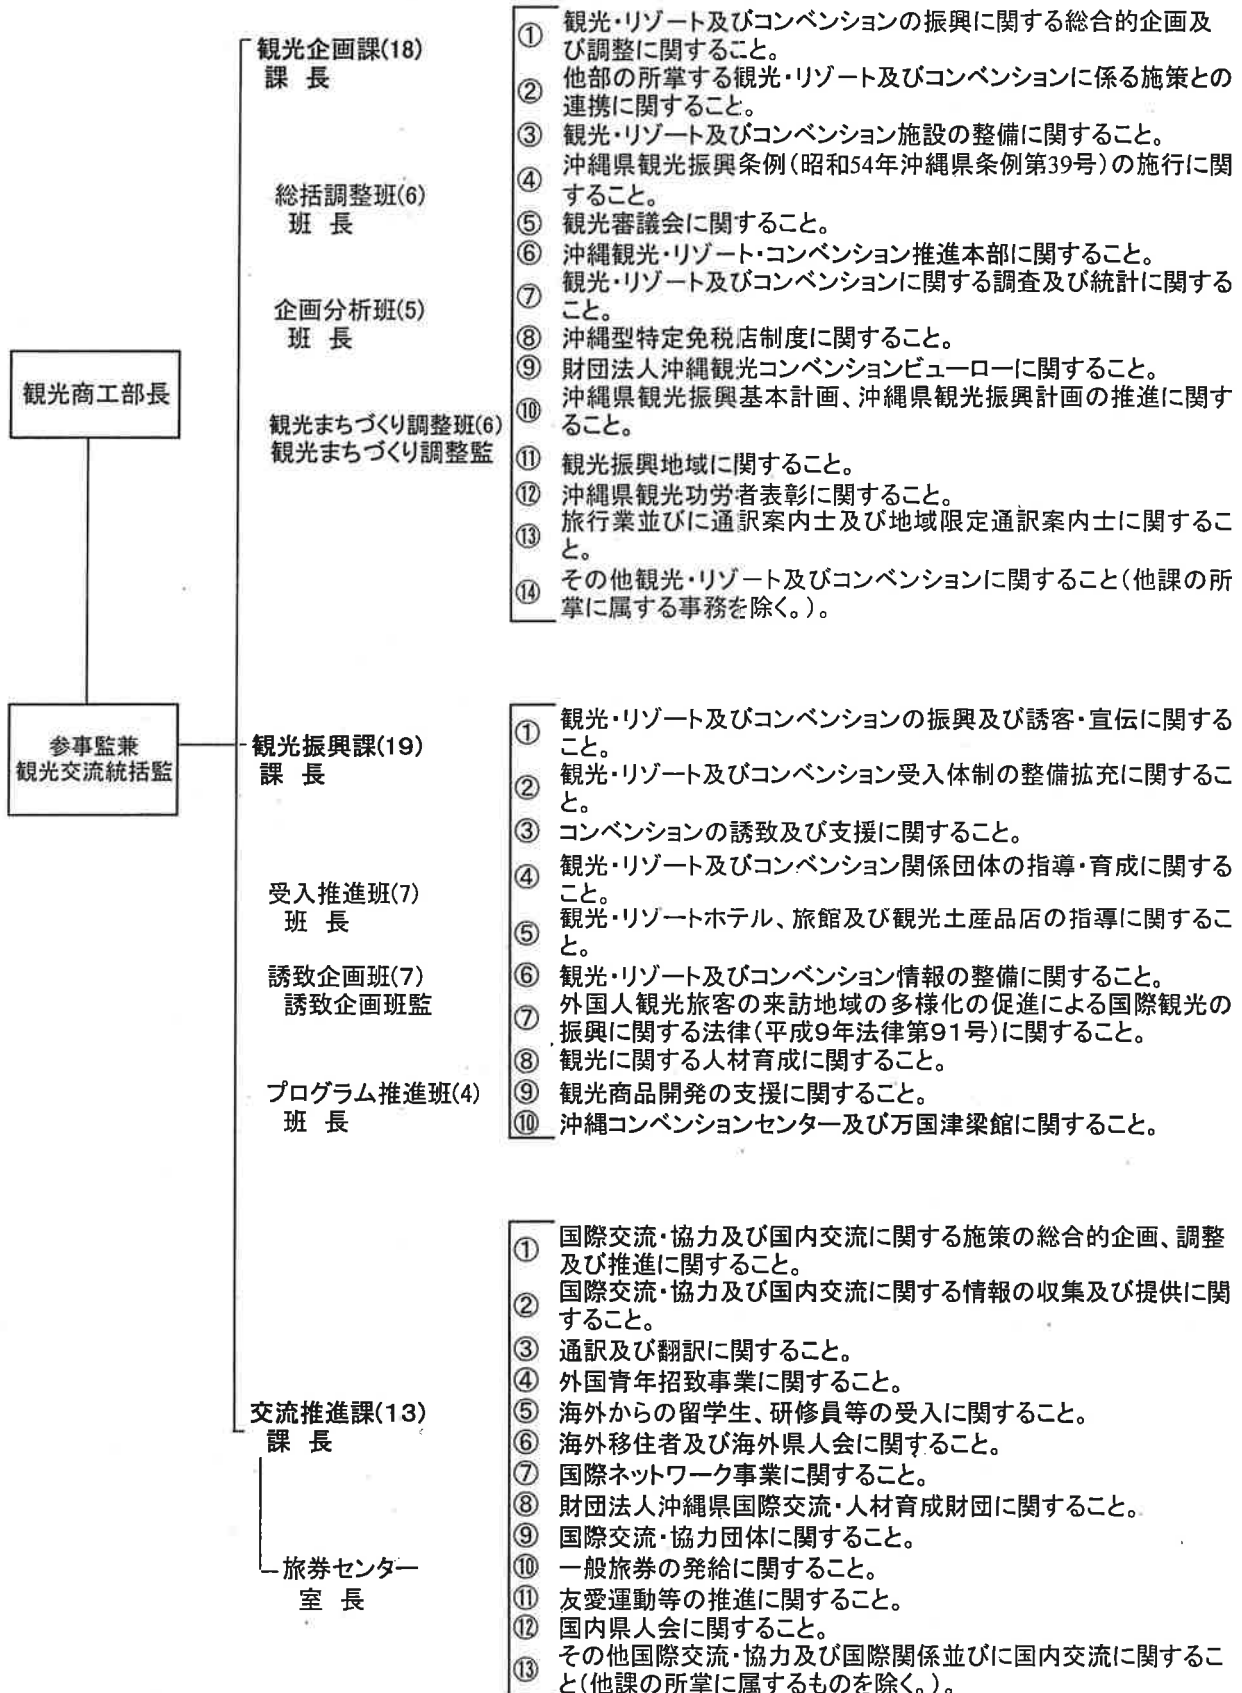 観光商工部長
参事監兼
観光交流統括監
観光企画課(18)
課 長
総括調整班(6)
班 長
企画分析班(5)
班 長
観光まちづくり調整班(6)
観光まちづくり調整監
① 観光・リゾート及びコンベンションの振興に関する総合的企画及
び調整に関すること。
② 他部の所掌する観光・リゾート及びコンベンションに係る施策との
連携に関すること。
③ 観光・リゾート及びコンベンション施設の整備に関すること。
④ 沖縄県観光振興条例(昭和54年沖縄県条例第39号)の施行に関
すること。
⑤ 観光審議会に関すること。
⑥ 沖縄観光・リゾート・コンベンション推進本部に関すること。
⑦ 観光・リゾート及びコンベンションに関する調査及び統計に関する
こと。
⑧ 沖縄型特定免税店制度に関すること。
⑨ 財団法人沖縄観光コンベンションビューローに関すること。
⑩ 沖縄県観光振興基本計画、沖縄県観光振興計画の推進に関す
ること。
⑪ 観光振興地域に関すること。
⑫ 沖縄県観光功労者表彰に関すること。
⑬ 旅行業並びに通訳案内士及び地域限定通訳案内士に関するこ
と。
⑭ その他観光・リゾート及びコンベンションに関すること(他課の所
掌に属する事務を除く。)。
観光振興課(19)
課 長
受入推進班(7)
班 長
誘致企画班(7)
誘致企画班監
プログラム推進班(4)
班 長
① 観光・リゾート及びコンベンションの振興及び誘客・宣伝に関する
こと。
② 観光・リゾート及びコンベンション受入体制の整備拡充に関するこ
と。
③ コンベンションの誘致及び支援に関すること。
④ 観光・リゾート及びコンベンション関係団体の指導・育成に関する
こと。
⑤ 観光・リゾートホテル、旅館及び観光土産品店の指導に関するこ
と。
⑥ 観光・リゾート及びコンベンション情報の整備に関すること。
⑦ 外国人観光旅客の来訪地域の多様化の促進による国際観光の
振興に関する法律(平成9年法律第91号)に関すること。
⑧ 観光に関する人材育成に関すること。
⑨ 観光商品開発の支援に関すること。
⑩ 沖縄コンベンションセンター及び万国津梁館に関すること。
交流推進課(13)
課 長
旅券センター
室 長
① 国際交流・協力及び国内交流に関する施策の総合的企画、調整
及び推進に関すること。
② 国際交流・協力及び国内交流に関する情報の収集及び提供に関
すること。
③ 通訳及び翻訳に関すること。
④ 外国青年招致事業に関すること。
⑤ 海外からの留学生、研修員等の受入に関すること。
⑥ 海外移住者及び海外県人会に関すること。
⑦ 国際ネットワーク事業に関すること。
⑧ 財団法人沖縄県国際交流・人材育成財団に関すること。
⑨ 国際交流・協力団体に関すること。
⑩ 一般旅券の発給に関すること。
⑪ 友愛運動等の推進に関すること。
⑫ 国内県人会に関すること。
⑬ その他国際交流・協力及び国際関係並びに国内交流に関するこ
と(他課の所掌に属するものを除く。)。